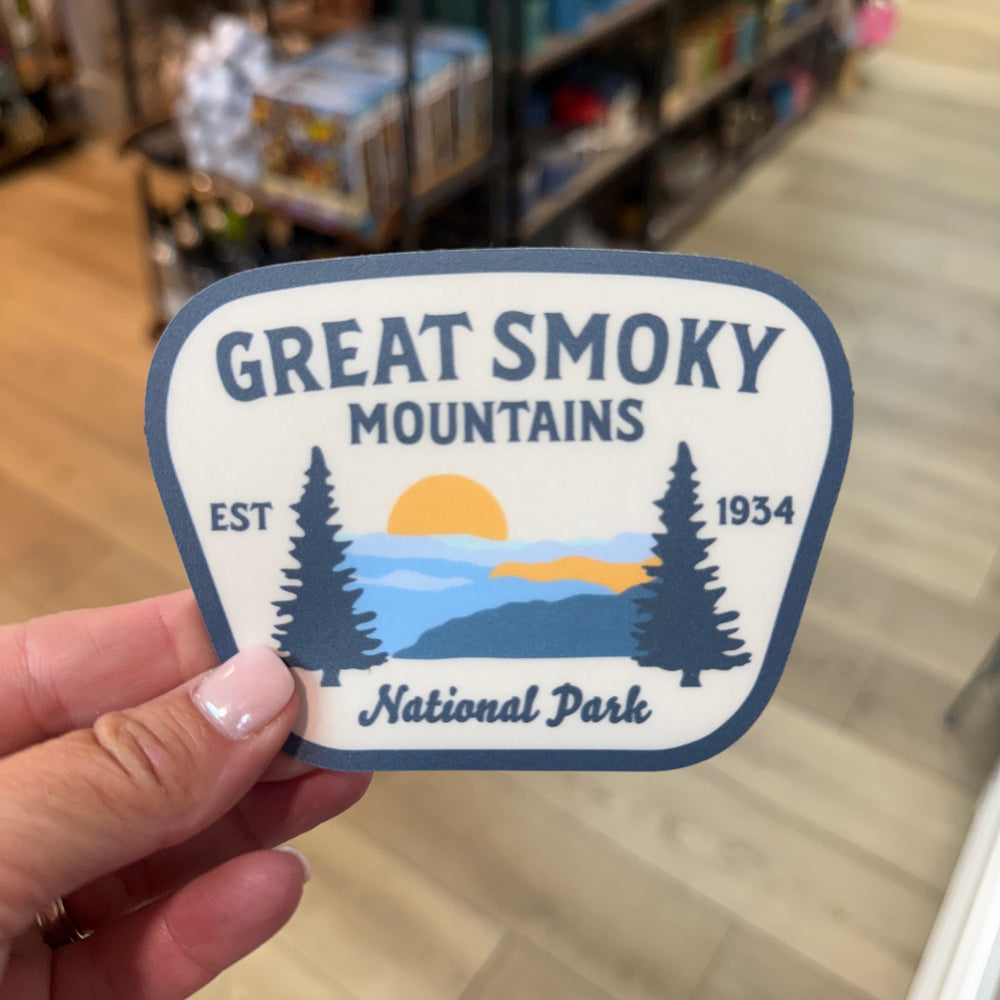 GREAT SMOKY
MOUNTAINS
EST 1934
National Park